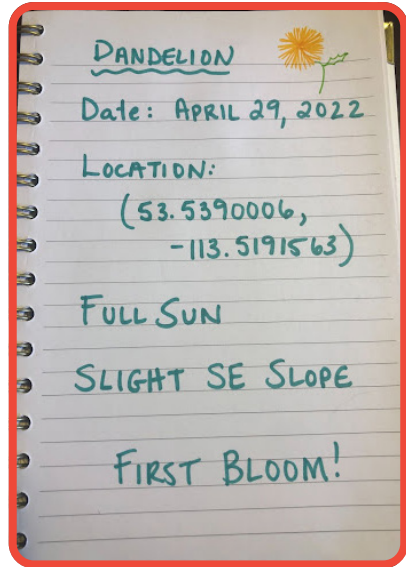 DANDELION
Date: APRIL 29, 2022
LOCATION:
(53.5390006,
-113.5191563)
FULL SUN
SLIGHT SE SLOPE
FIRST BLOOM!